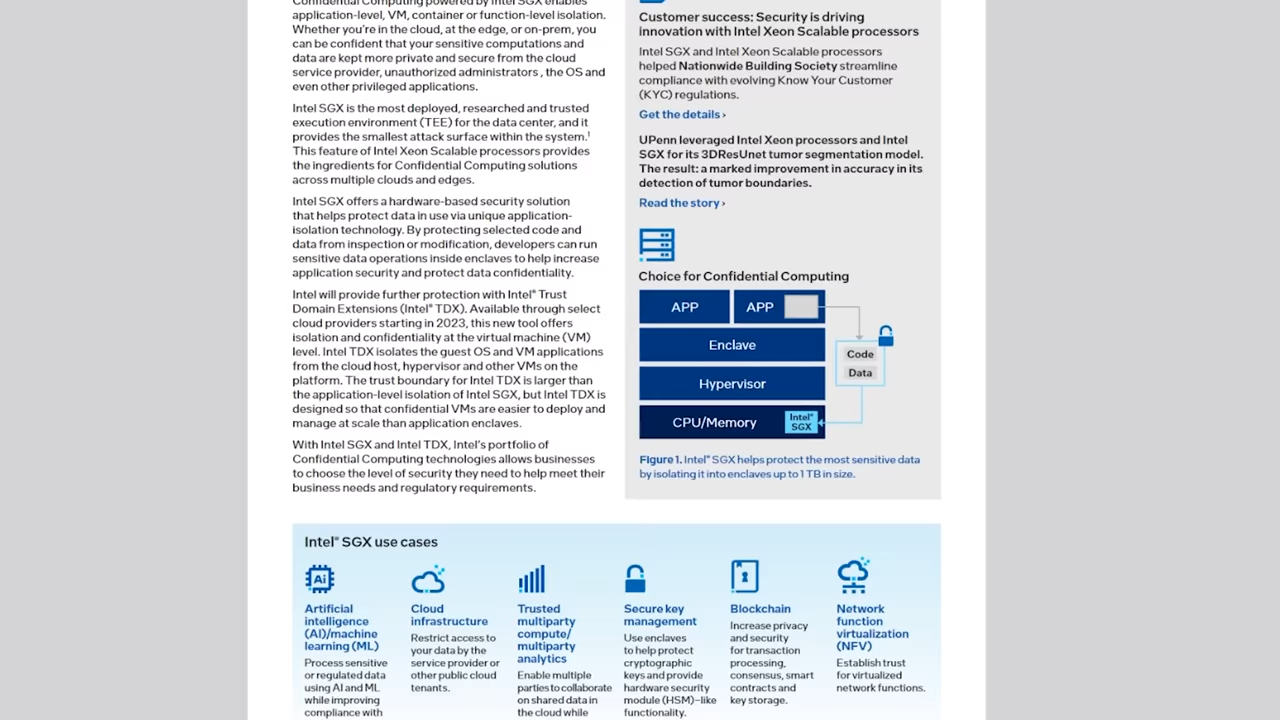 Confidential Computing powered by Intel SGX enables
application-level, VM, container or function-level isolation.
Whether you're in the cloud, at the edge, or on-prem, you
can be confident that your sensitive computations and
data are kept more private and secure from the cloud
service provider, unauthorized administrators , the OS and
even other privileged applications.
Intel SGX is the most deployed, researched and trusted
execution environment (TEE) for the data center, and it
provides the smallest attack surface within the system.¹
This feature of Intel Xeon Scalable processors provides
the ingredients for Confidential Computing solutions
across multiple clouds and edges.
Intel SGX offers a hardware-based security solution
that helps protect data in use via unique application-
isolation technology. By protecting selected code and
data from inspection or modification, developers can run
sensitive data operations inside enclaves to help increase
application security and protect data confidentiality.
Intel will provide further protection with Intel® Trust
Domain Extensions (Intel® TDX). Available through select
cloud providers starting in 2023, this new tool offers
isolation and confidentiality at the virtual machine (VM)
level. Intel TDX isolates the guest OS and VM applications
from the cloud host, hypervisor and other VMs on the
platform. The trust boundary for Intel TDX is larger than
the application-level isolation of Intel SGX, but Intel TDX is
designed so that confidential VMs are easier to deploy and
manage at scale than application enclaves.
With Intel SGX and Intel TDX, Intel's portfolio of
Confidential Computing technologies allows businesses
to choose the level of security they need to help meet their
business needs and regulatory requirements.
Customer success: Security is driving
innovation with Intel Xeon Scalable processors
Intel SGX and Intel Xeon Scalable processors
helped Nationwide Building Society streamline
compliance with evolving Know Your Customer
(KYC) regulations.
Get the details ›
UPenn leveraged Intel Xeon processors and Intel
SGX for its 3DResUnet tumor segmentation model.
The result: a marked improvement in accuracy in its
detection of tumor boundaries.
Read the story ›
Choice for Confidential Computing
APP
APP
Enclave
Hypervisor
CPU/Memory
Intel®
SGX
Code
Data
Figure 1. Intel® SGX helps protect the most sensitive data
by isolating it into enclaves up to 1 TB in size.
Intel® SGX use cases
Ai
Artificial
intelligence
(AI)/machine
learning (ML)
Process sensitive
or regulated data
using AI and ML
while improving
compliance with
Cloud
infrastructure
Restrict access to
your data by the
service provider or
other public cloud
tenants.
Trusted
multiparty
compute/
multiparty
analytics
Enable multiple
parties to collaborate
on shared data in
the cloud while
Secure key
management
Use enclaves
to help protect
cryptographic
keys and provide
hardware security
module (HSM)–like
functionality.
Blockchain
Increase privacy
and security
for transaction
processing,
consensus, smart
contracts and
key storage.
Network
function
virtualization
(NFV)
Establish trust
for virtualized
network functions.